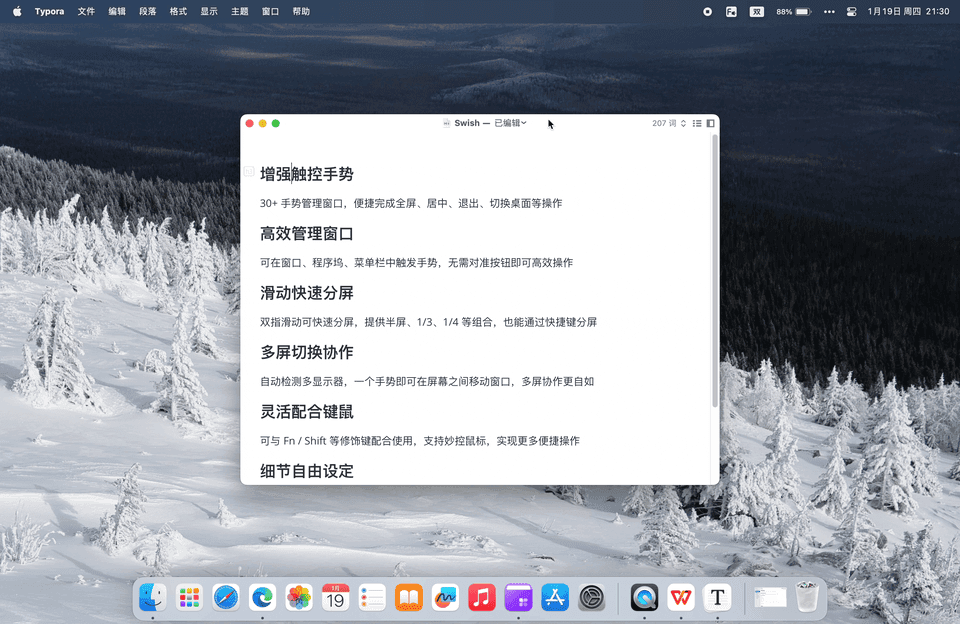 Typora 文件 编辑 段落 格式 显示 主题 窗口 帮助 双 88% 1月19日 周四 21:30
Swish — 已编辑 207 词
增强触控手势
30+ 手势管理窗口，便捷完成全屏、居中、退出、切换桌面等操作
高效管理窗口
可在窗口、程序坞、菜单栏中触发手势，无需对准按钮即可高效操作
滑动快速分屏
双指滑动可快速分屏，提供半屏、1/3、1/4 等组合，也能通过快捷键分屏
多屏切换协作
自动检测多显示器，一个手势即可在屏幕之间移动窗口，多屏协作更自如
灵活配合键鼠
可与 Fn / Shift 等修饰键配合使用，支持妙控鼠标，实现更多便捷操作
细节自由设定
1月
19
T